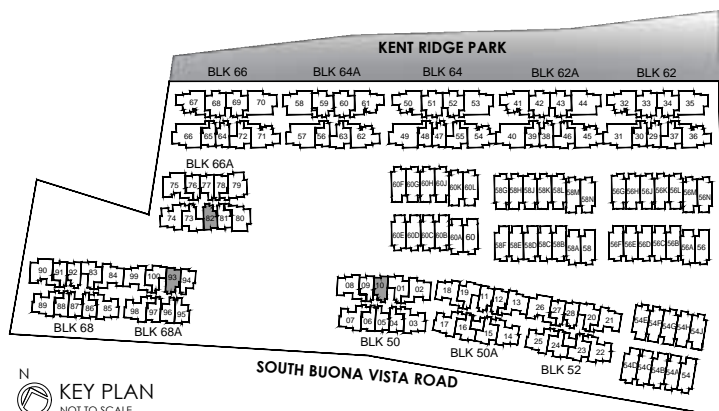 KENT RIDGE PARK
BLK 66 BLK 64A BLK 64 BLK 62A BLK 62
67 68 69 70 58 59 60 61 50 51 52 53 41 42 43 44 32 33 34 35
66 65 64 72 71 57 56 63 62 49 48 47 55 54 40 39 38 46 45 31 30 29 37 36
BLK 66A
75 76 77 78 79 60F 60G 60H 60J 60K 60L 58G 58H 58J 58K 58L 58M 58N 56G 56H 56J 56K 56L 56M 56N
74 73 82 81 80 60E 60D 60C 60B 60A 60 58F 58E 58D 58C 58B 58A 58 56F 56E 56D 56C 56B 56A 56
90 91 92 83 84 99 100 93 94 08 09 10 01 02 18 19 11 12 13 26 27 28 20 21 54E 54F 54G 54H 54J
89 88 87 86 85 98 97 96 95 07 06 05 04 03 17 16 15 14 25 24 23 22 54D 54C 54B 54A 54
BLK 68 BLK 68A BLK 50 BLK 50A BLK 52
SOUTH BUONA VISTA ROAD
N
KEY PLAN
NOT TO SCALE